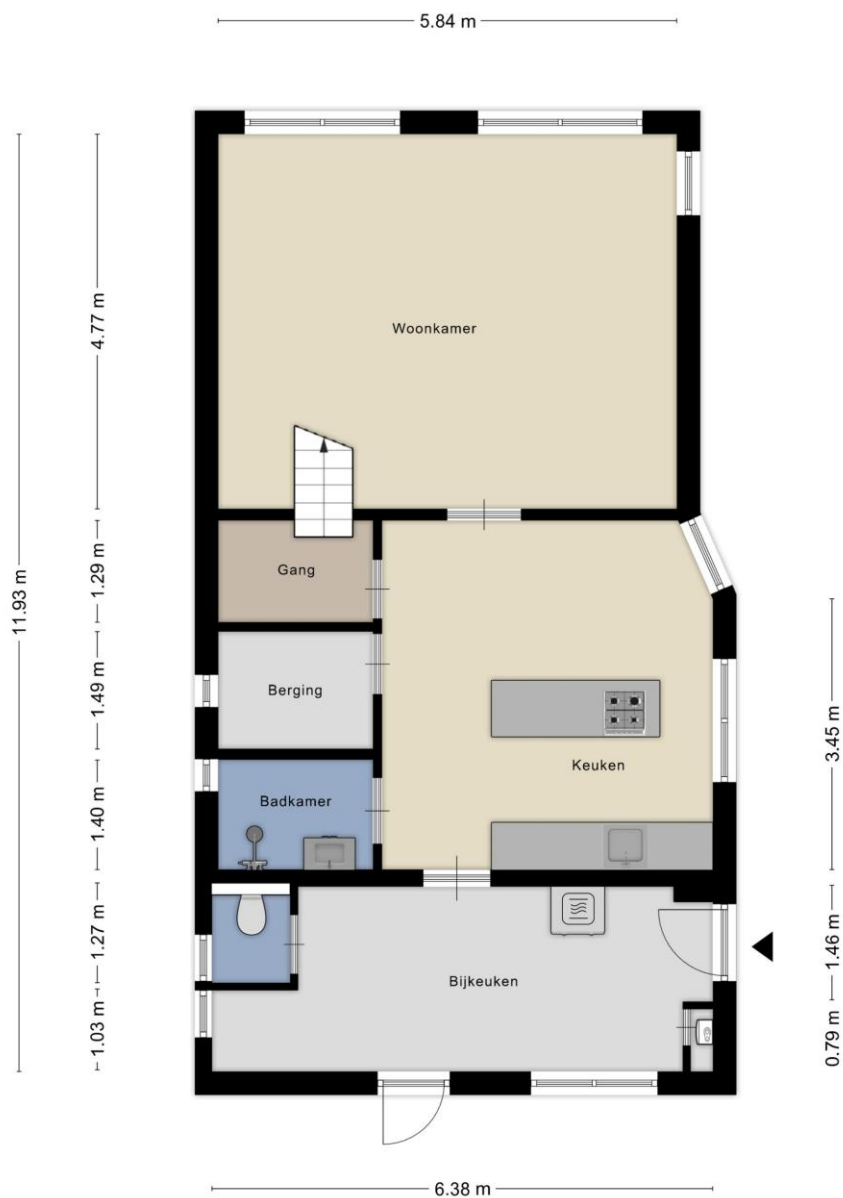 5.84 m
4.77 m
Woonkamer
11.93 m
1.29 m
Gang
1.49 m
Berging
3.45 m
Keuken
1.40 m
Badkamer
1.27 m
1.46 m
Bijkeuken
1.03 m
0.79 m
6.38 m